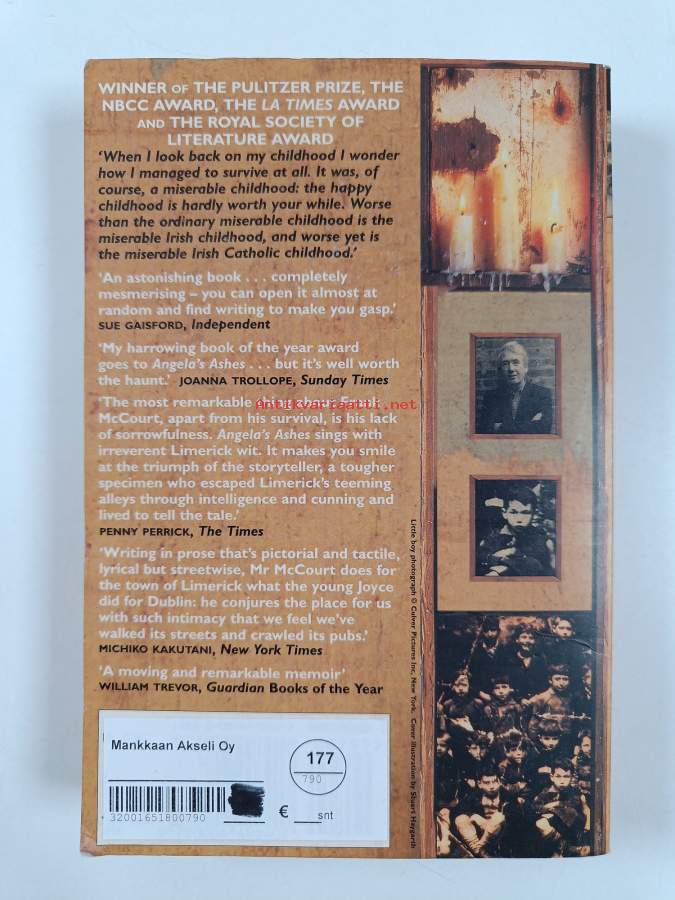 WINNER OF THE PULITZER PRIZE, THE
NBCC AWARD, THE LA TIMES AWARD
AND THE ROYAL SOCIETY OF
LITERATURE AWARD
‘When I look back on my childhood I wonder
how I managed to survive at all. It was, of
course, a miserable childhood: the happy
childhood is hardly worth your while. Worse
than the ordinary miserable childhood is the
miserable Irish childhood, and worse yet is
the miserable Irish Catholic childhood.’
‘An astonishing book . . . completely
mesmerising – you can open it almost at
random and find writing to make you gasp.’
SUE GAISFORD, Independent
‘My harrowing book of the year award
goes to Angela’s Ashes . . . but it’s well worth
the haunt.’ JOANNA TROLLOPE, Sunday Times
‘The most remarkable thing about Frank
McCourt, apart from his survival, is his lack
of sorrowfulness. Angela’s Ashes sings with
irreverent Limerick wit. It makes you smile
at the triumph of the storyteller, a tougher
specimen who escaped Limerick’s teeming
alleys through intelligence and cunning and
lived to tell the tale.’
PENNY PERRICK, The Times
‘Writing in prose that’s pictorial and tactile,
lyrical but streetwise, Mr McCourt does for
the town of Limerick what the young Joyce
did for Dublin: he conjures the place for us
with such intimacy that we feel we’ve
walked its streets and crawled its pubs.’
MICHIKO KAKUTANI, New York Times
‘A moving and remarkable memoir’
WILLIAM TREVOR, Guardian Books of the Year
Antikvariaatti.net
Little boy photograph © Culver Pictures Inc, New York. Cover illustration by Stuart Haygarth
Mankkaan Akseli Oy
177
790
32001651800790
€ snt